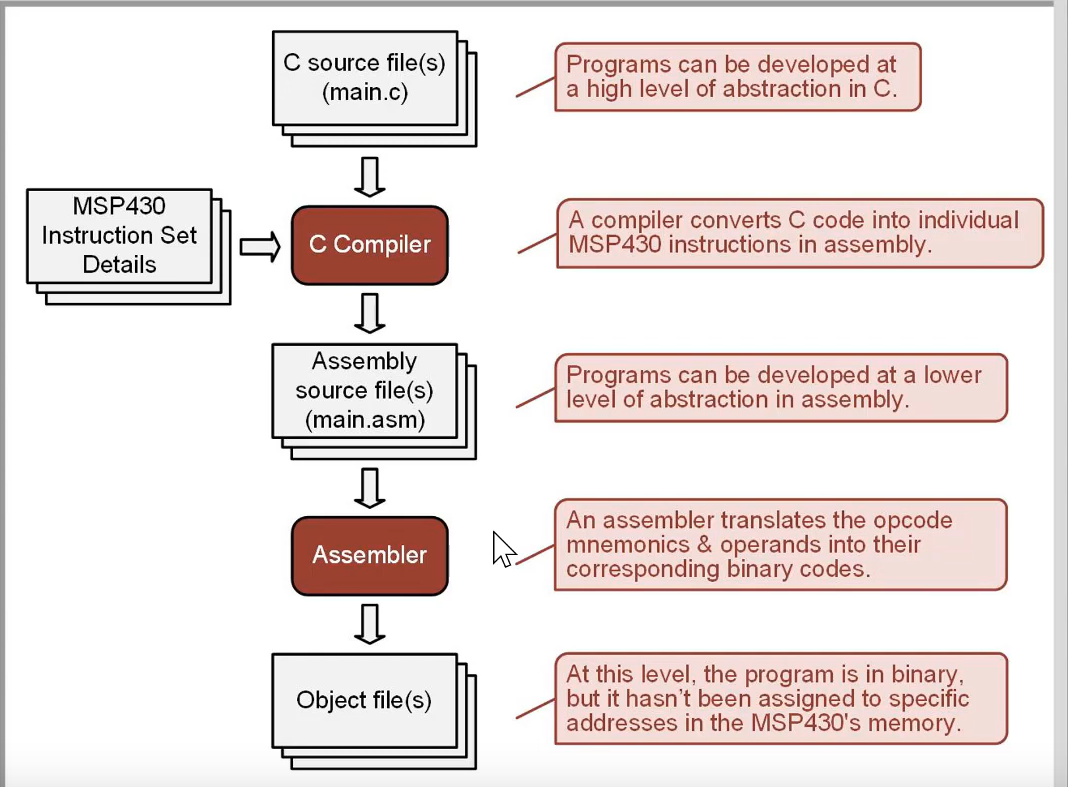 C source file(s)
(main.c)
Programs can be developed at
a high level of abstraction in C.
MSP430
Instruction Set
Details
C Compiler
A compiler converts C code into individual
MSP430 instructions in assembly.
Assembly
source file(s)
(main.asm)
Programs can be developed at a lower
level of abstraction in assembly.
Assembler
An assembler translates the opcode
mnemonics & operands into their
corresponding binary codes.
Object file(s)
At this level, the program is in binary,
but it hasn’t been assigned to specific
addresses in the MSP430's memory.